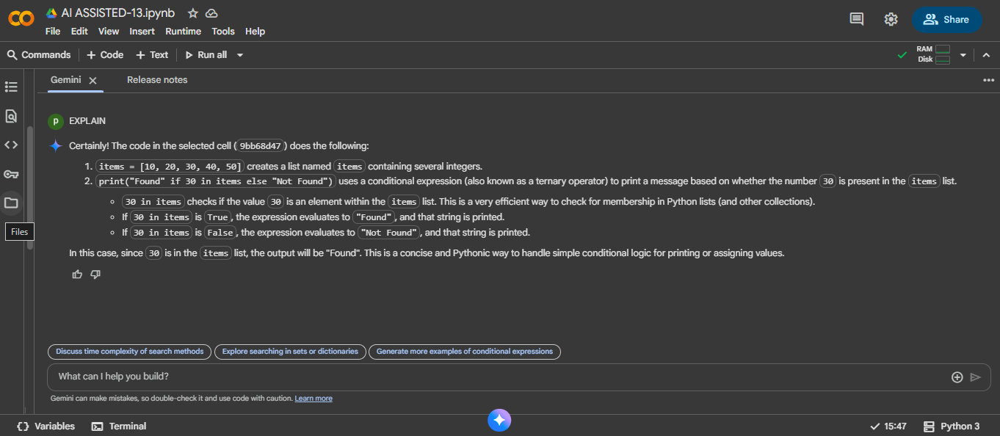 AI ASSISTED-13.ipynb
File Edit View Insert Runtime Tools Help
Share
Commands + Code + Text Run all
RAM
Disk
Gemini Release notes
p EXPLAIN
Certainly! The code in the selected cell ( 9bb68d47 ) does the following:
1. items = [10, 20, 30, 40, 50] creates a list named items containing several integers.
2. print("Found" if 30 in items else "Not Found") uses a conditional expression (also known as a ternary operator) to print a message based on whether the number 30 is present in the items list.
◦ 30 in items checks if the value 30 is an element within the items list. This is a very efficient way to check for membership in Python lists (and other collections).
◦ If 30 in items is True, the expression evaluates to "Found", and that string is printed.
◦ If 30 in items is False, the expression evaluates to "Not Found", and that string is printed.
Files
In this case, since 30 is in the items list, the output will be "Found". This is a concise and Pythonic way to handle simple conditional logic for printing or assigning values.
Discuss time complexity of search methods Explore searching in sets or dictionaries Generate more examples of conditional expressions
What can I help you build?
Gemini can make mistakes, so double-check it and use code with caution. Learn more
Variables Terminal 15:47 Python 3